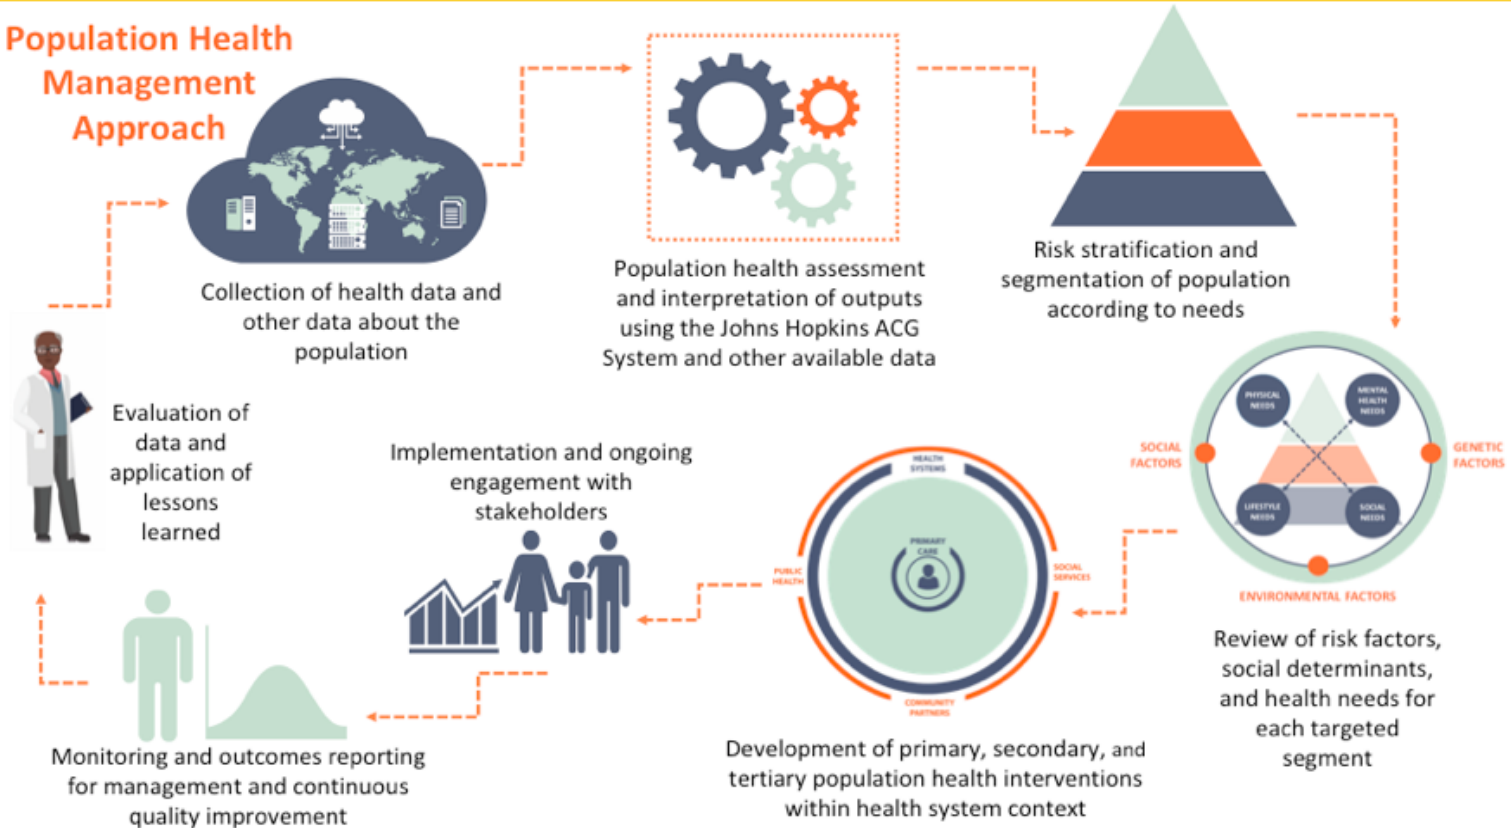 Population Health
Management
Approach
Collection of health data and
other data about the
population
Population health assessment
and interpretation of outputs
using the Johns Hopkins ACG
System and other available data
Risk stratification and
segmentation of population
according to needs
PHYSICAL
NEEDS
MENTAL
HEALTH
NEEDS
SOCIAL
FACTORS
GENETIC
FACTORS
LIFESTYLE
NEEDS
SOCIAL
NEEDS
ENVIRONMENTAL FACTORS
Review of risk factors,
social determinants,
and health needs for
each targeted
segment
HEALTH
SYSTEMS
PRIMARY
CARE
PUBLIC
HEALTH
SOCIAL
SERVICES
COMMUNITY
PARTNERS
Development of primary, secondary, and
tertiary population health interventions
within health system context
Implementation and ongoing
engagement with
stakeholders
Monitoring and outcomes reporting
for management and continuous
quality improvement
Evaluation of
data and
application of
lessons
learned